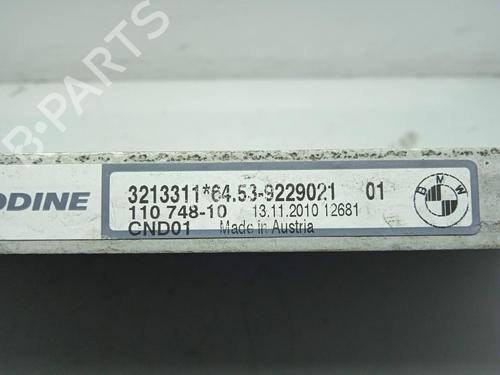 B-PARTS
ODINE
3213311*64.53-9229021 01
110 748-10 13.11.2010 12681
CND01 Made in Austria
BMW